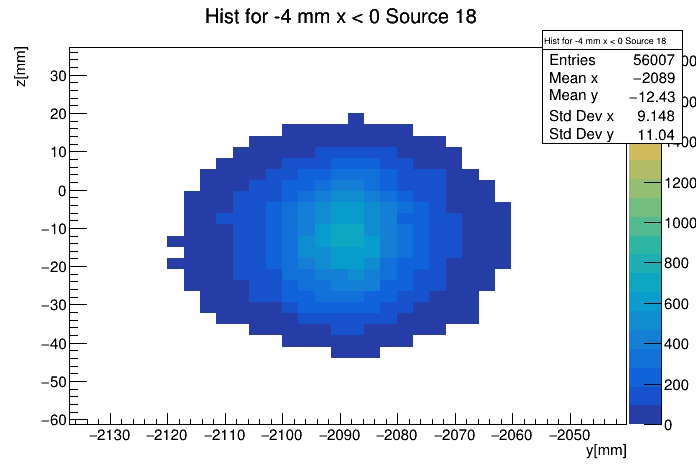 Hist for -4 mm x < 0 Source 18
Hist for -4 mm x < 0 Source 18
Entries 56007
Mean x −2089
Mean y −12.43
Std Dev x 9.148
Std Dev y 11.04
z[mm]
30
20
10
0
−10
−20
−30
−40
−50
−60
1200
1000
800
600
400
200
0
−2130 −2120 −2110 −2100 −2090 −2080 −2070 −2060 −2050
y[mm]